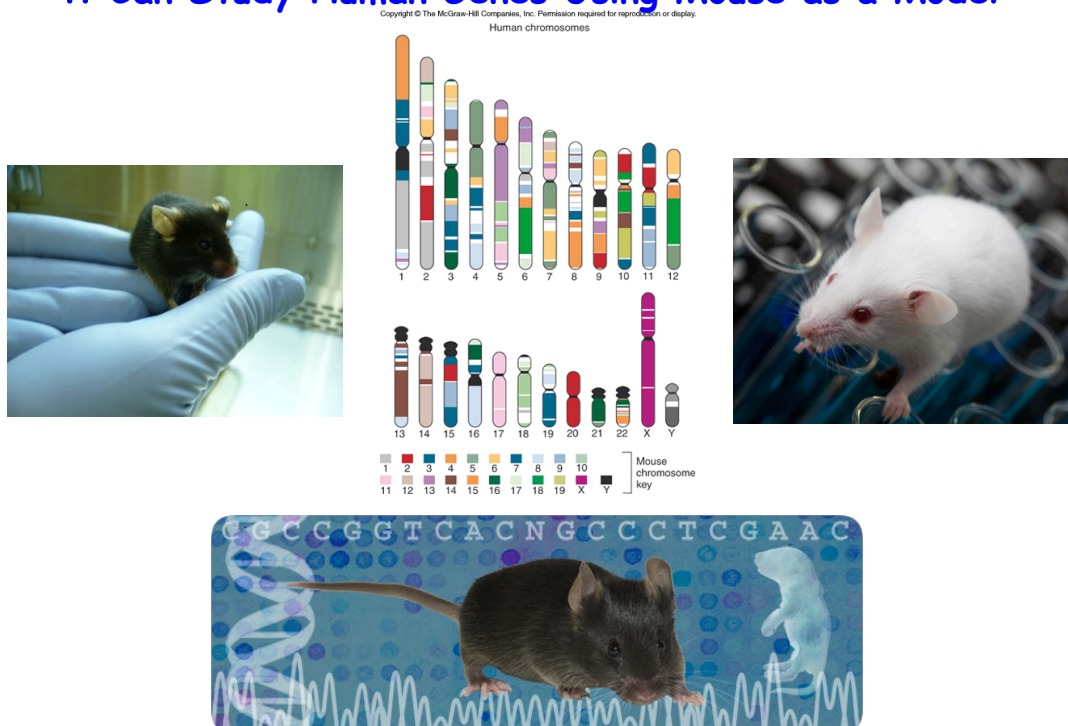 Can Study Human Genes Using Mouse as a Model
Copyright © The McGraw-Hill Companies, Inc. Permission required for reproduction or display.
Human chromosomes
1 2 3 4 5 6 7 8 9 10 11 12
13 14 15 16 17 18 19 20 21 22 X Y
1 2 3 4 5 6 7 8 9 10
11 12 13 14 15 16 17 18 19 X Y
Mouse
chromosome
key
CGCCGGTCACNGCCCTCGAAC